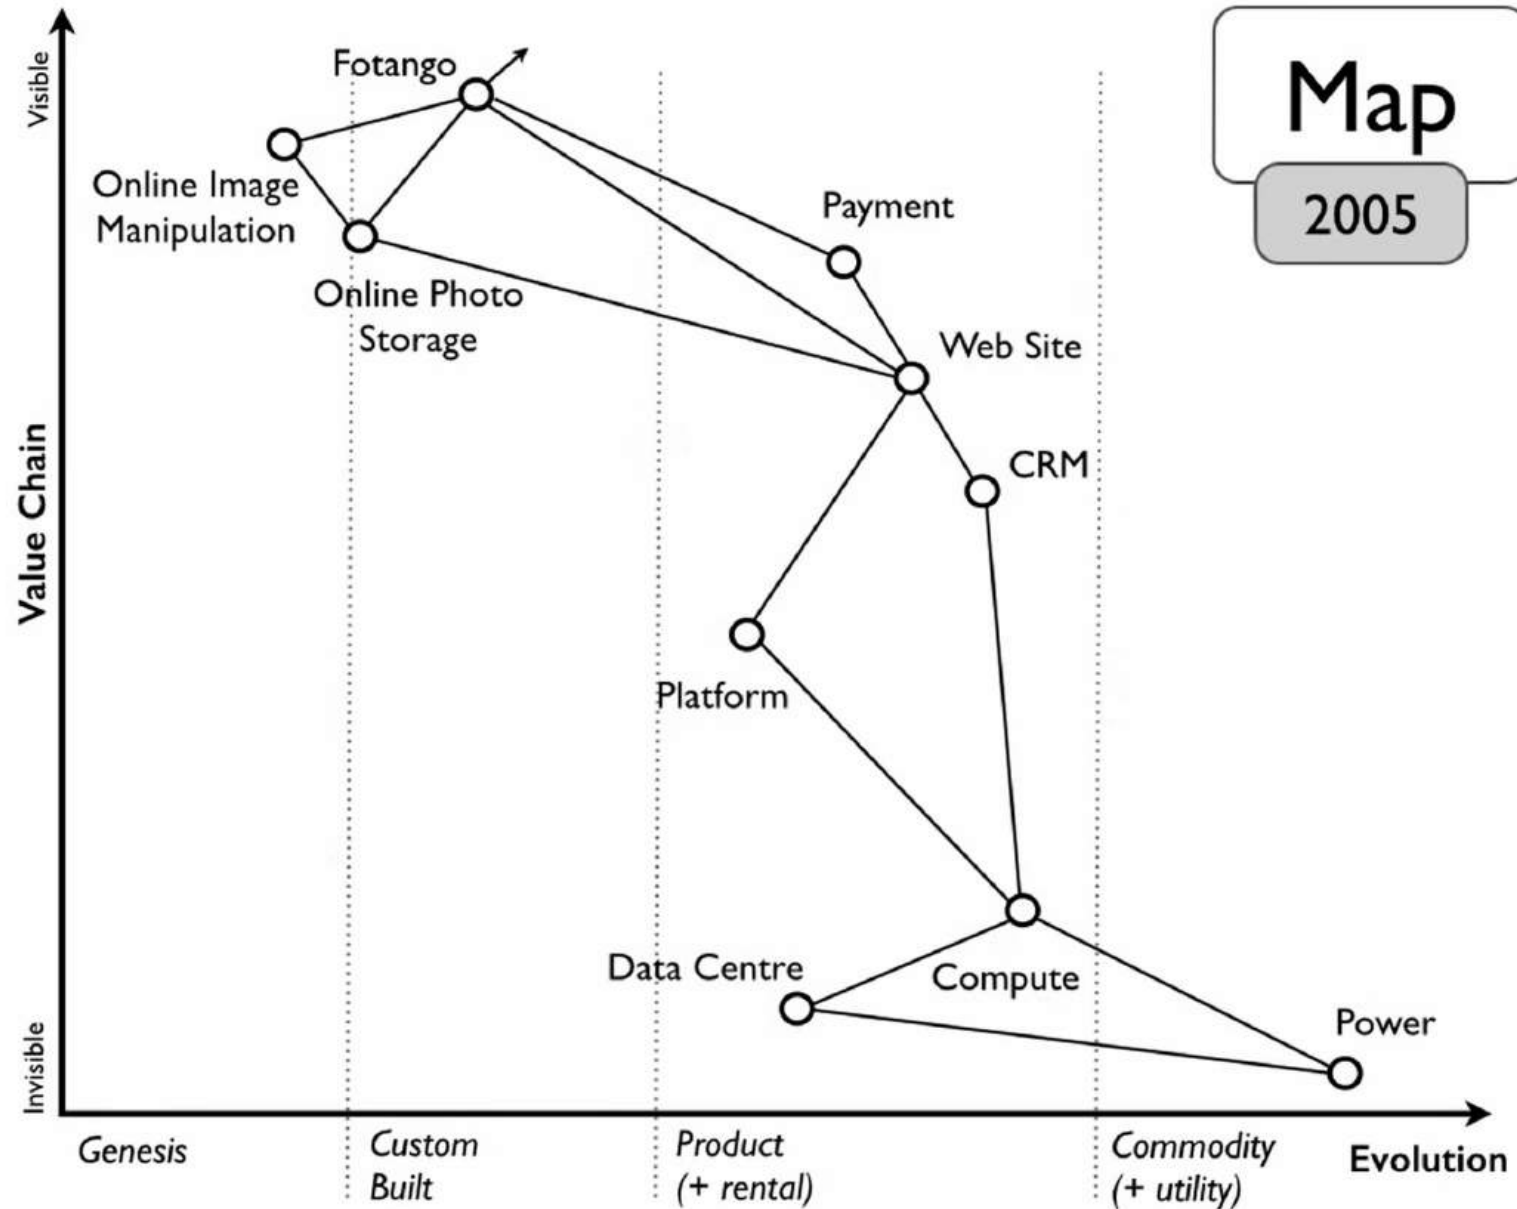 Map
2005
Visible
Value Chain
Invisible
Fotango
Online Image
Manipulation
Online Photo
Storage
Payment
Web Site
CRM
Platform
Data Centre
Compute
Power
Genesis
Custom
Built
Product
(+ rental)
Commodity
(+ utility)
Evolution